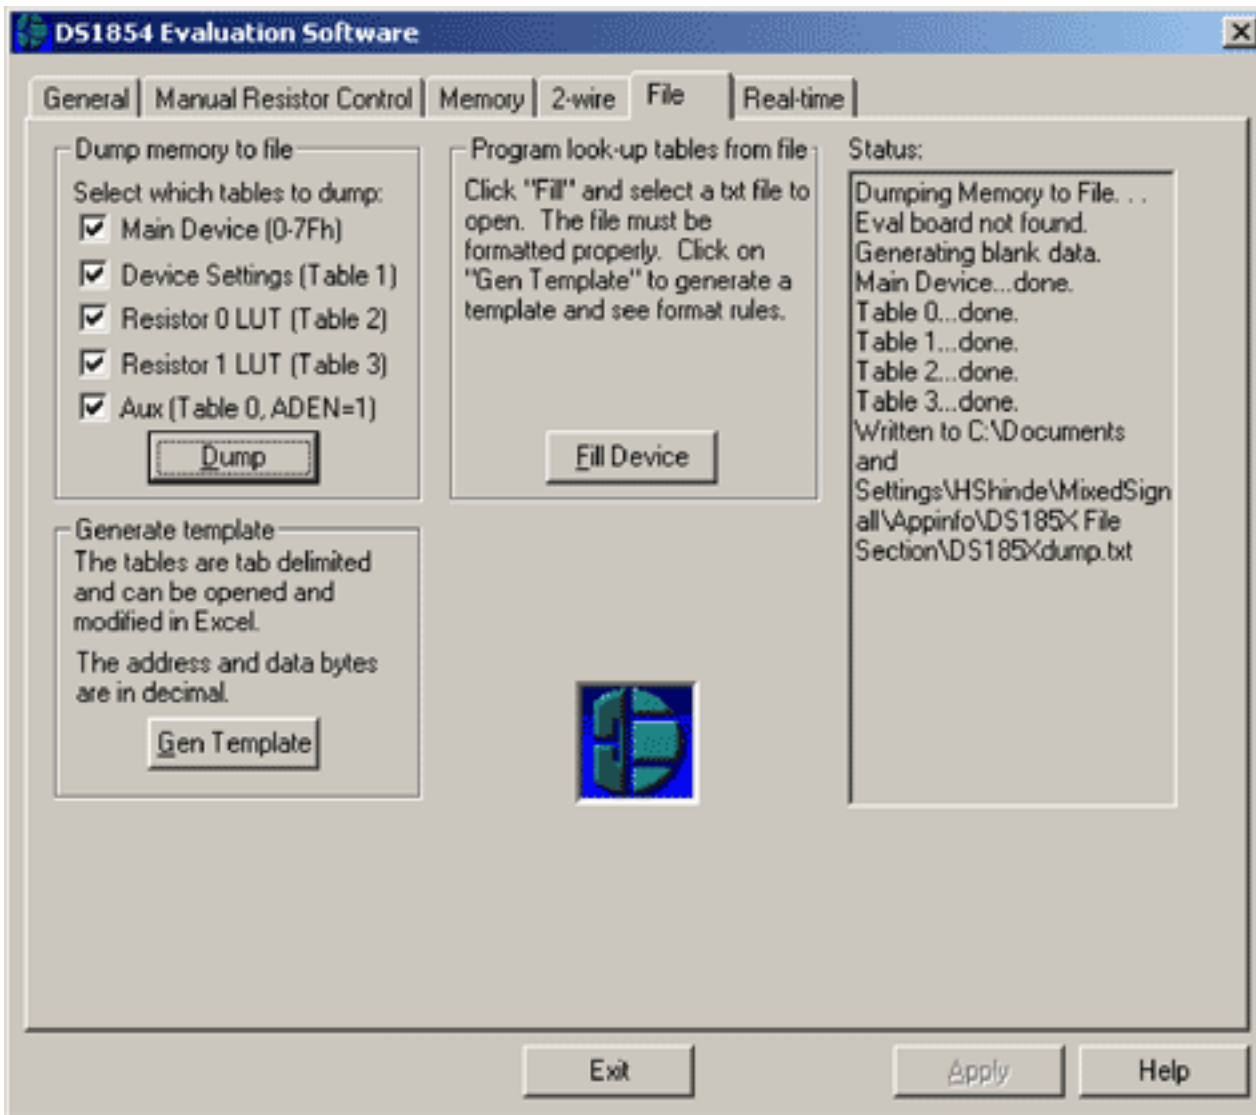 DS1854 Evaluation Software
General
Manual Resistor Control
Memory
2-wire
File
Real-time
Dump memory to file
Select which tables to dump:
Main Device (0-7Fh)
Device Settings (Table 1)
Resistor 0 LUT (Table 2)
Resistor 1 LUT (Table 3)
Aux (Table 0, ADEN=1)
Dump
Generate template
The tables are tab delimited
and can be opened and
modified in Excel.
The address and data bytes
are in decimal.
Gen Template
Program look-up tables from file
Click "Fill" and select a txt file to
open. The file must be
formatted properly. Click on
"Gen Template" to generate a
template and see format rules.
Fill Device
Status:
Dumping Memory to File. . .
Eval board not found.
Generating blank data.
Main Device...done.
Table 0...done.
Table 1...done.
Table 2...done.
Table 3...done.
Written to C:\Documents
and
Settings\HShinde\MixedSign
all\Appinfo\DS185X File
Section\DS185Xdump.txt
Exit
Apply
Help